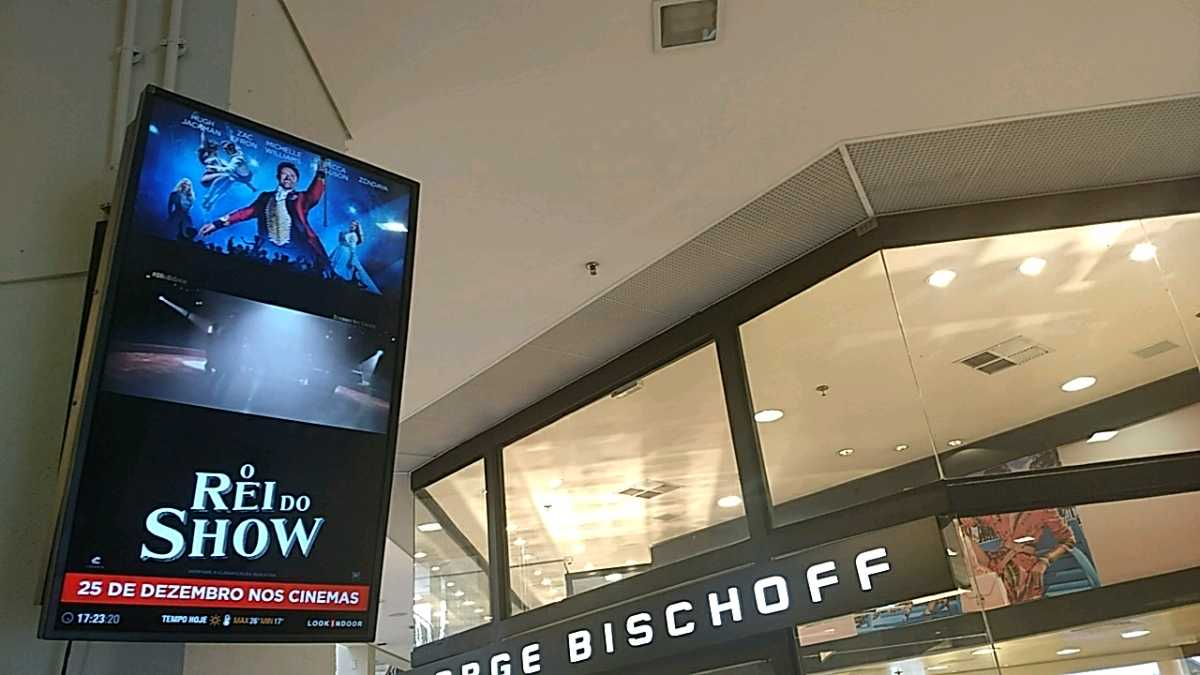 HUGH
JACKMAN
ZAC
EFRON
MICHELLE
WILLIAMS
ZENDAYA
O
REI DO
SHOW
25 DE DEZEMBRO NOS CINEMAS
17:23:20
TEMPO HOJE MAX 26° MIN 17°
LOOK INDOOR
ORGE BISCHOFF